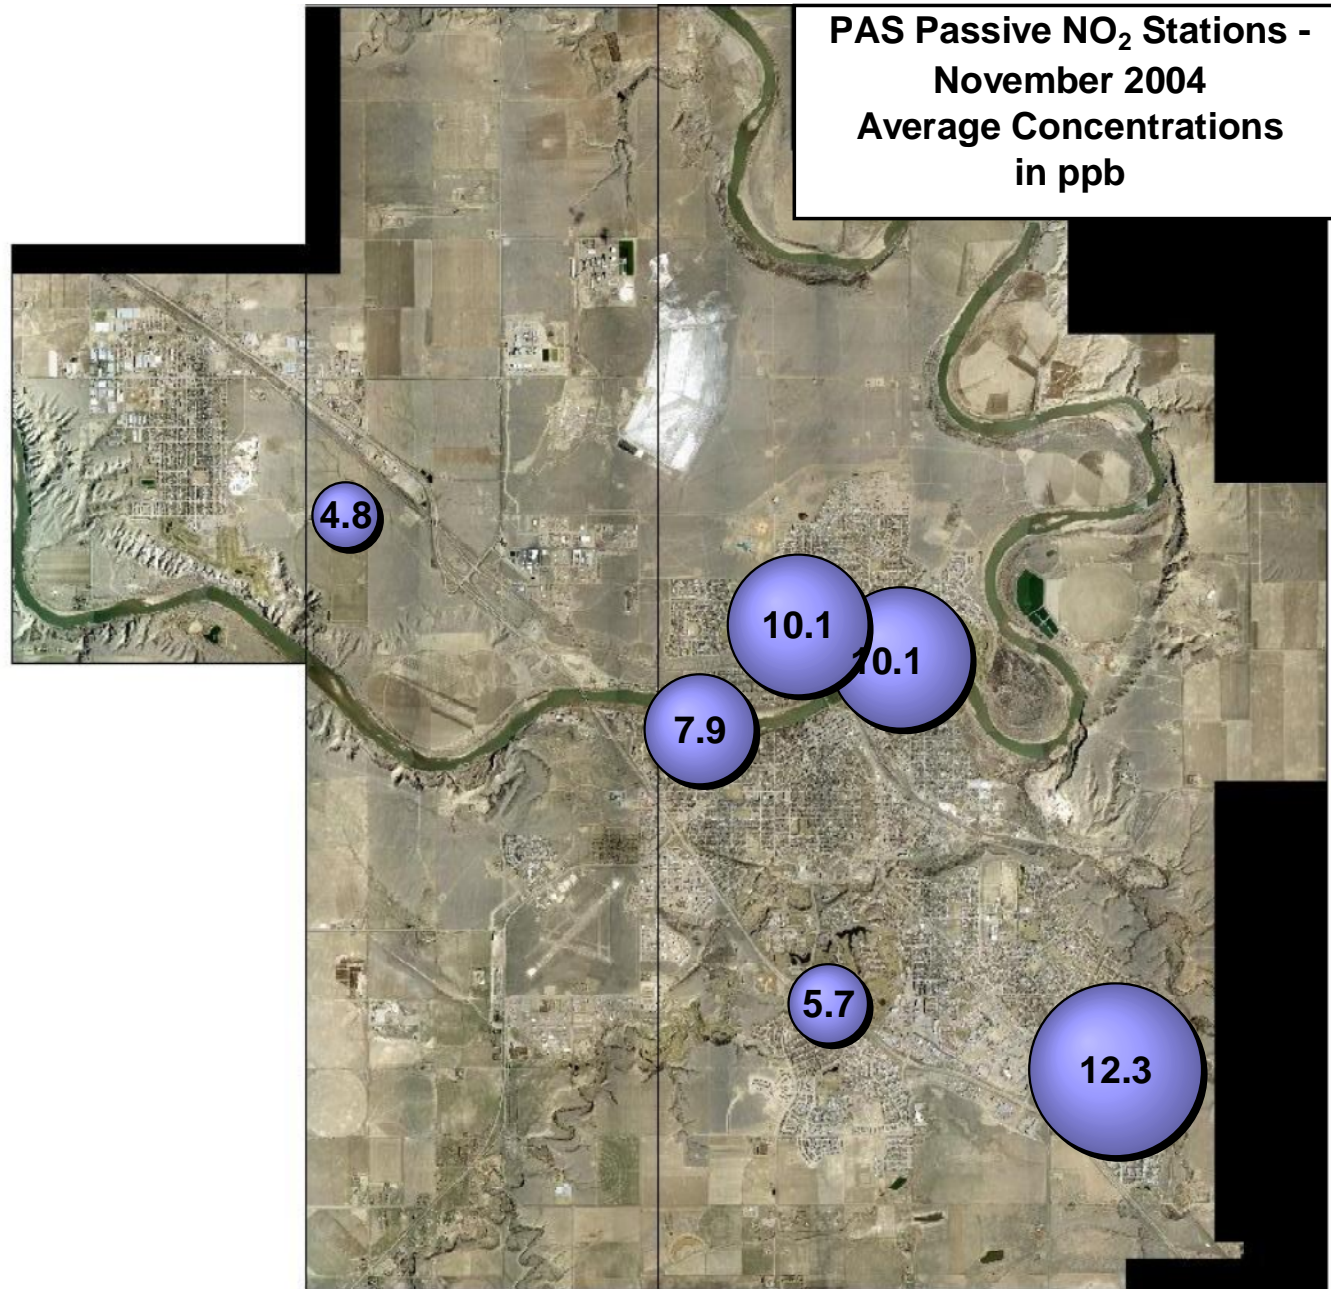 PAS Passive NO₂ Stations -
November 2004
Average Concentrations
in ppb
4.8
10.1
10.1
7.9
5.7
12.3